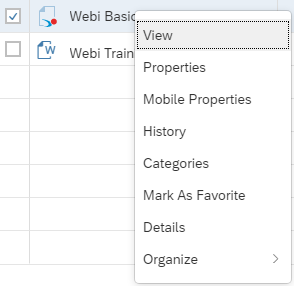 Webi Basic
View
Webi Train
Properties
Mobile Properties
History
Categories
Mark As Favorite
Details
Organize